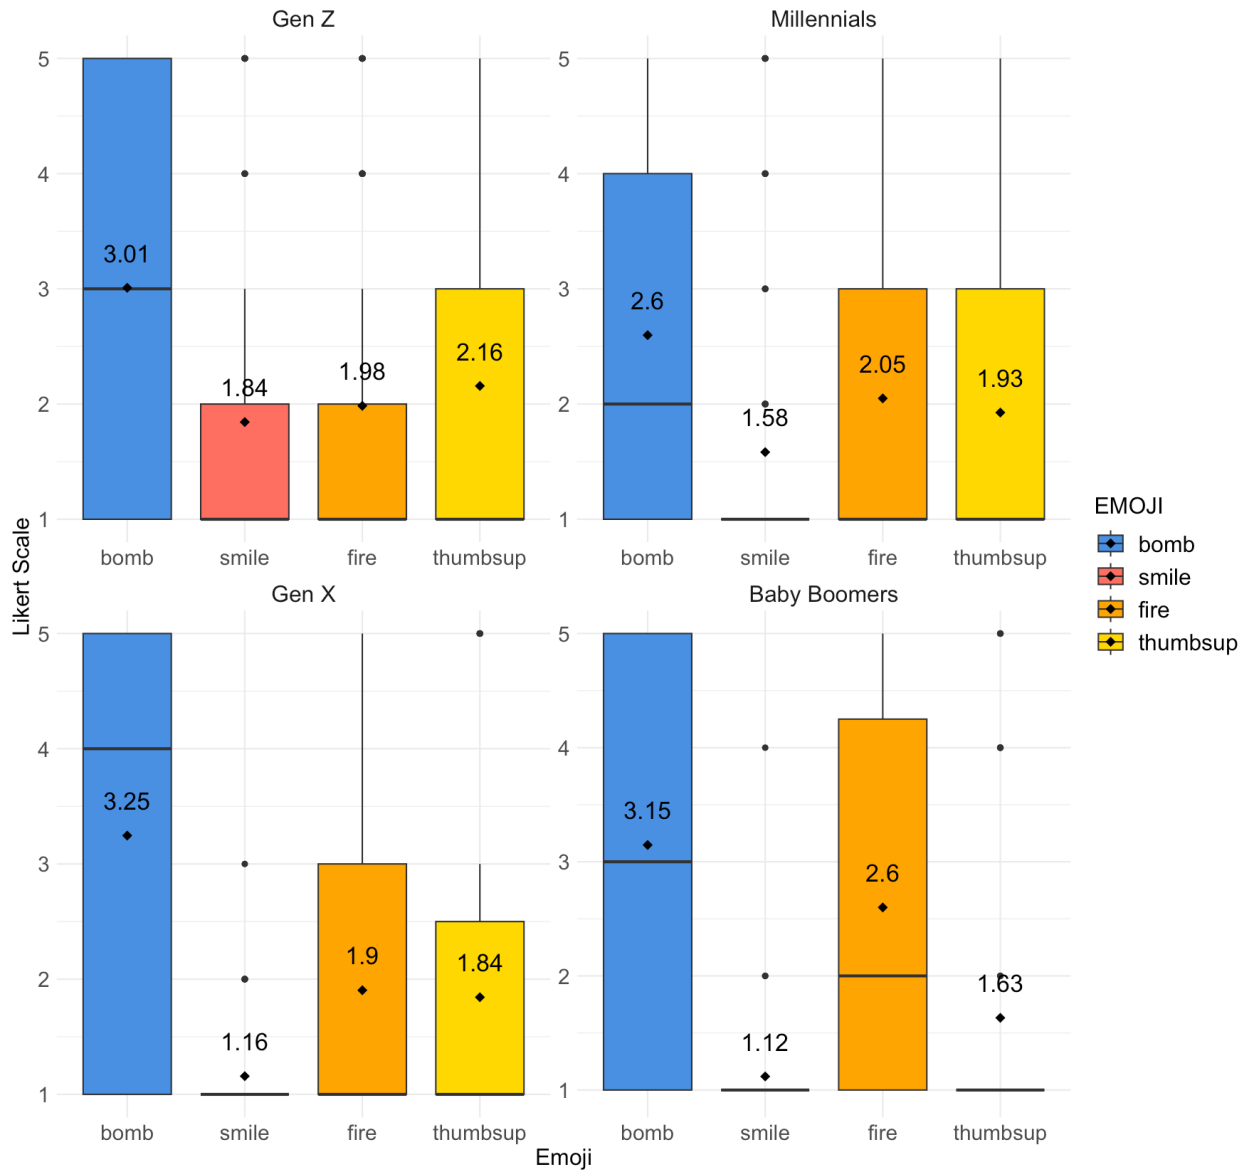 Gen Z
Millennials
5
4
3
2
1
3.01
1.84
1.98
2.16
bomb
smile
fire
thumbsup
5
4
3
2
1
2.6
1.58
2.05
1.93
bomb
smile
fire
thumbsup
Likert Scale
Gen X
Baby Boomers
5
4
3
2
1
3.25
1.16
1.9
1.84
bomb
smile
fire
thumbsup
5
4
3
2
1
3.15
1.12
2.6
1.63
bomb
smile
fire
thumbsup
Emoji
EMOJI
bomb
smile
fire
thumbsup